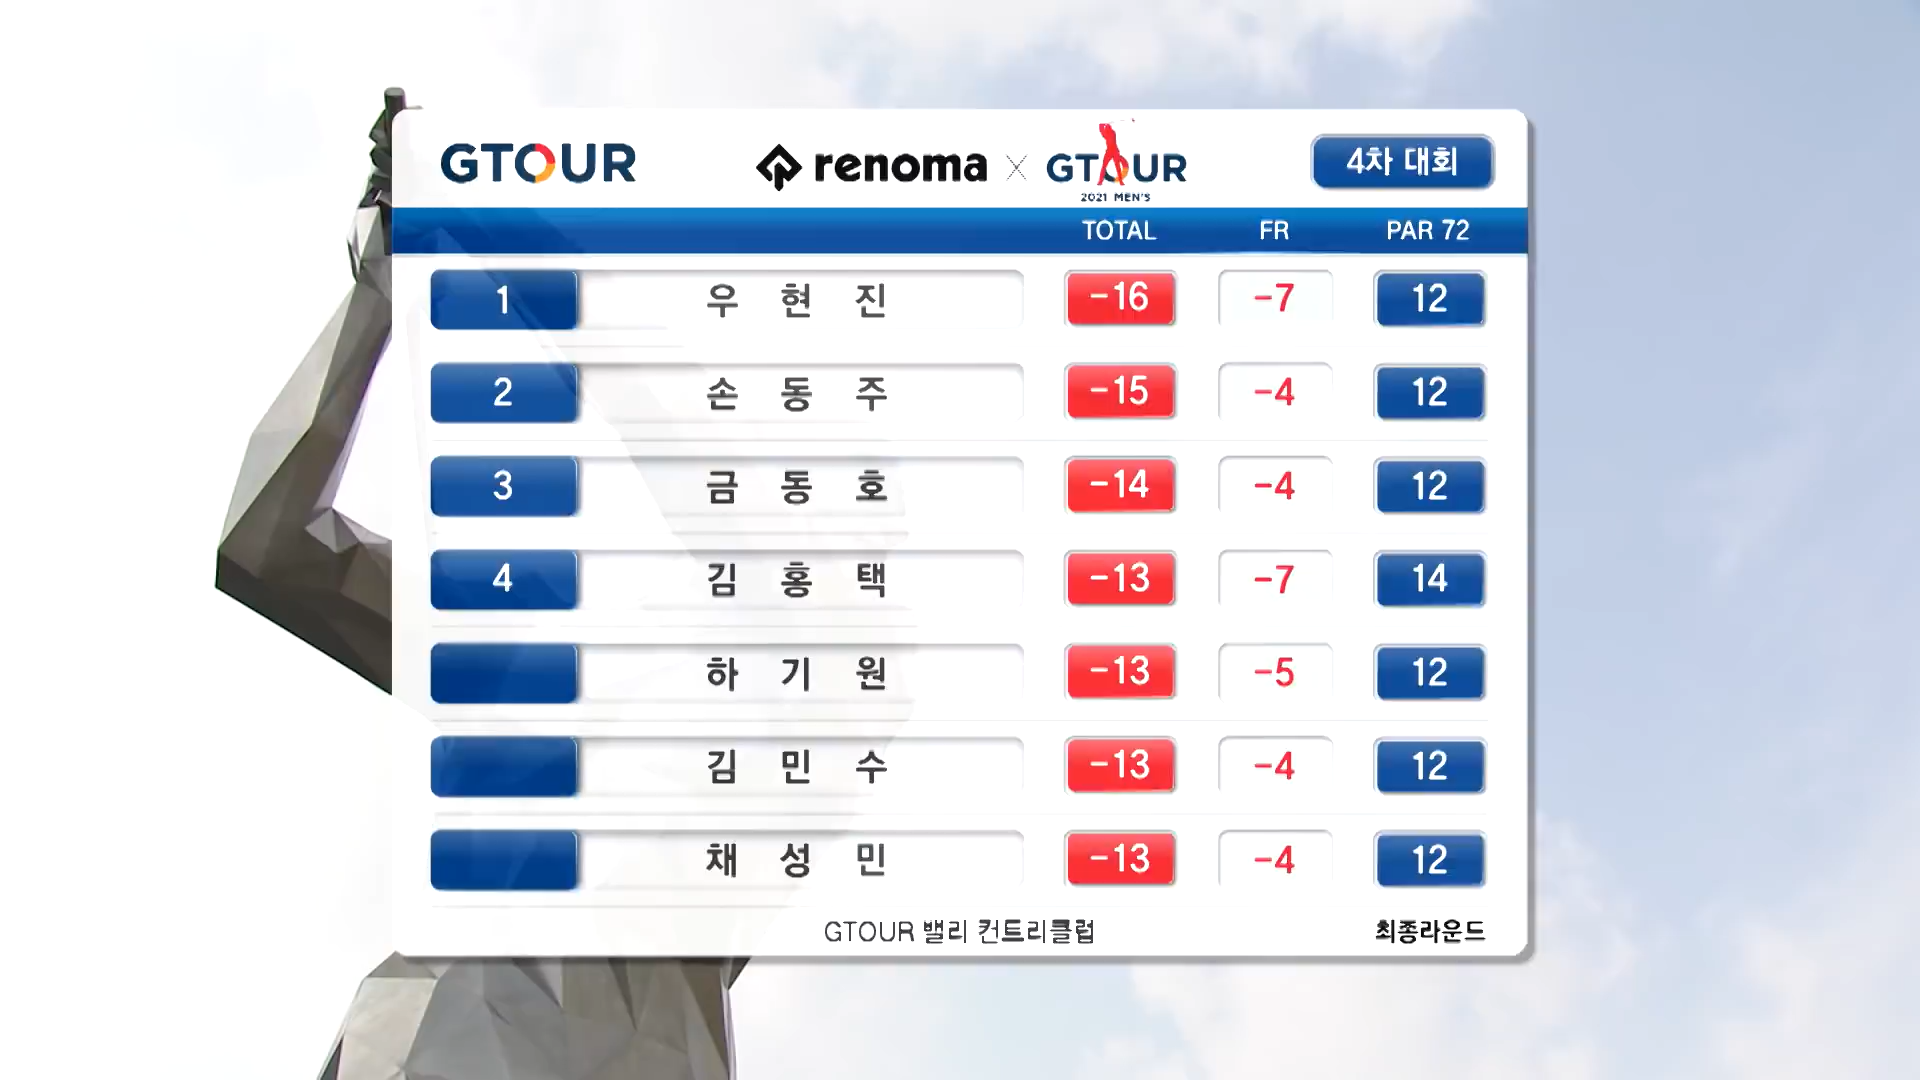 GTOUR renoma × GTOUR 4차 대회
2021 MEN'S
TOTAL FR PAR 72
1 우 현 진 -16 -7 12
2 손 동 주 -15 -4 12
3 금 동 호 -14 -4 12
4 김 홍 택 -13 -7 14
하 기 원 -13 -5 12
김 민 수 -13 -4 12
채 성 민 -13 -4 12
GTOUR 밸리 컨트리클럽 최종라운드